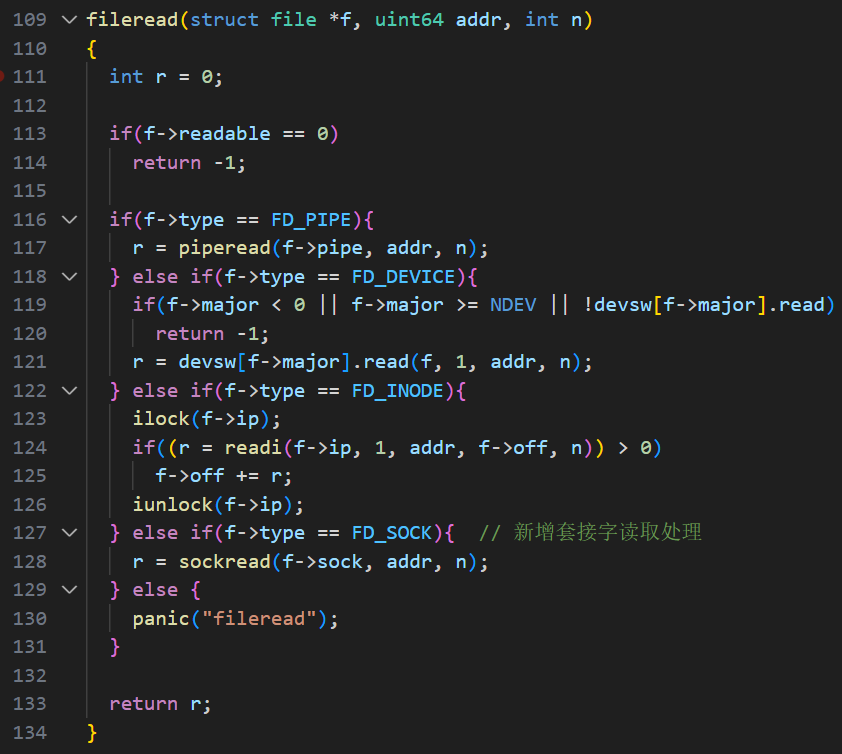 109 fileread(struct file *f, uint64 addr, int n)
110 {
111   int r = 0;
112
113   if(f->readable == 0)
114     return -1;
115
116   if(f->type == FD_PIPE){
117     r = piperead(f->pipe, addr, n);
118   } else if(f->type == FD_DEVICE){
119     if(f->major < 0 || f->major >= NDEV || !devsw[f->major].read)
120       return -1;
121     r = devsw[f->major].read(f, 1, addr, n);
122   } else if(f->type == FD_INODE){
123     ilock(f->ip);
124     if((r = readi(f->ip, 1, addr, f->off, n)) > 0)
125       f->off += r;
126     iunlock(f->ip);
127   } else if(f->type == FD_SOCK){  // 新增套接字读取处理
128     r = sockread(f->sock, addr, n);
129   } else {
130     panic("fileread");
131   }
132
133   return r;
134 }